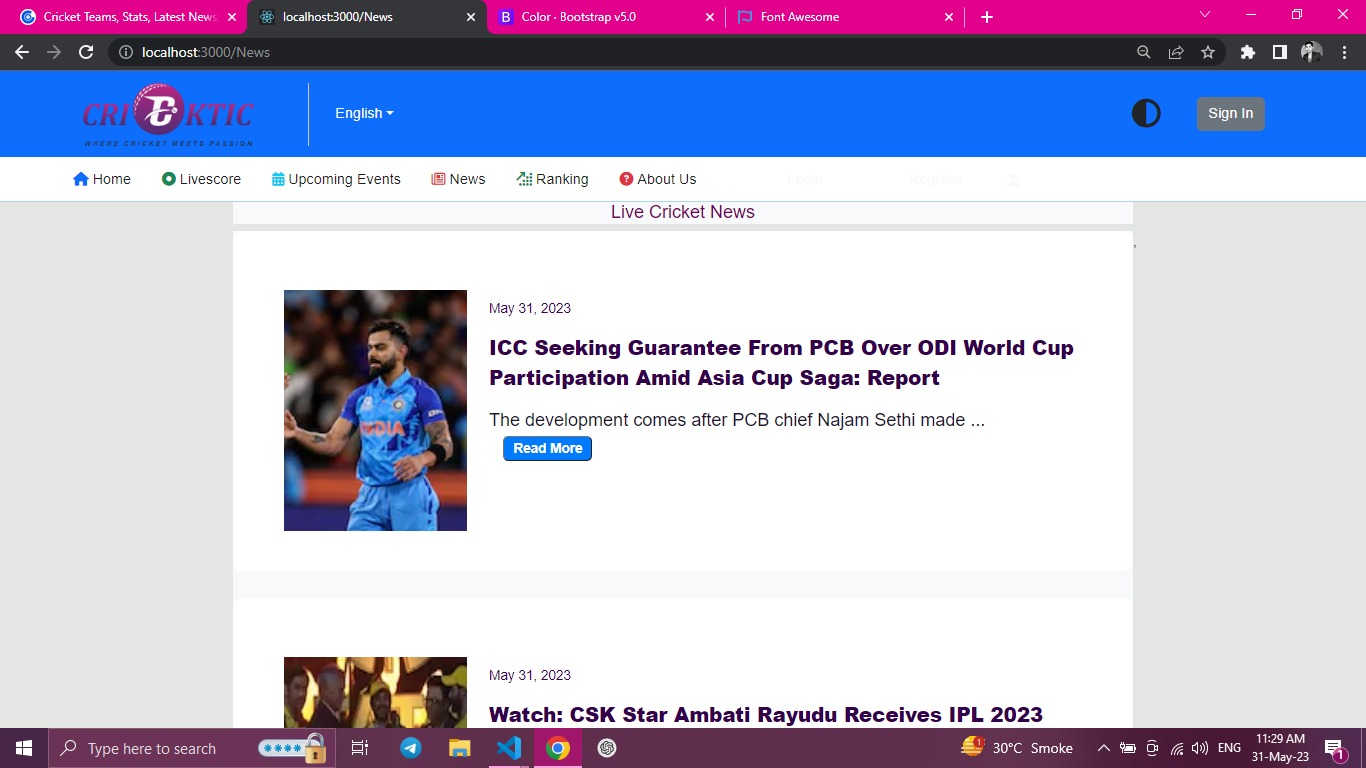 Cricket Teams, Stats, Latest News
localhost:3000/News
Color · Bootstrap v5.0
Font Awesome
localhost:3000/News
CRICKTIC
WHERE CRICKET MEETS PASSION
English
Sign In
Home
Livescore
Upcoming Events
News
Ranking
About Us
Login
Register
Live Cricket News
,
May 31, 2023
ICC Seeking Guarantee From PCB Over ODI World Cup
Participation Amid Asia Cup Saga: Report
The development comes after PCB chief Najam Sethi made ...
Read More
INDIA
May 31, 2023
Watch: CSK Star Ambati Rayudu Receives IPL 2023
Type here to search
1
30°C Smoke
ENG
11:29 AM
31-May-23
1